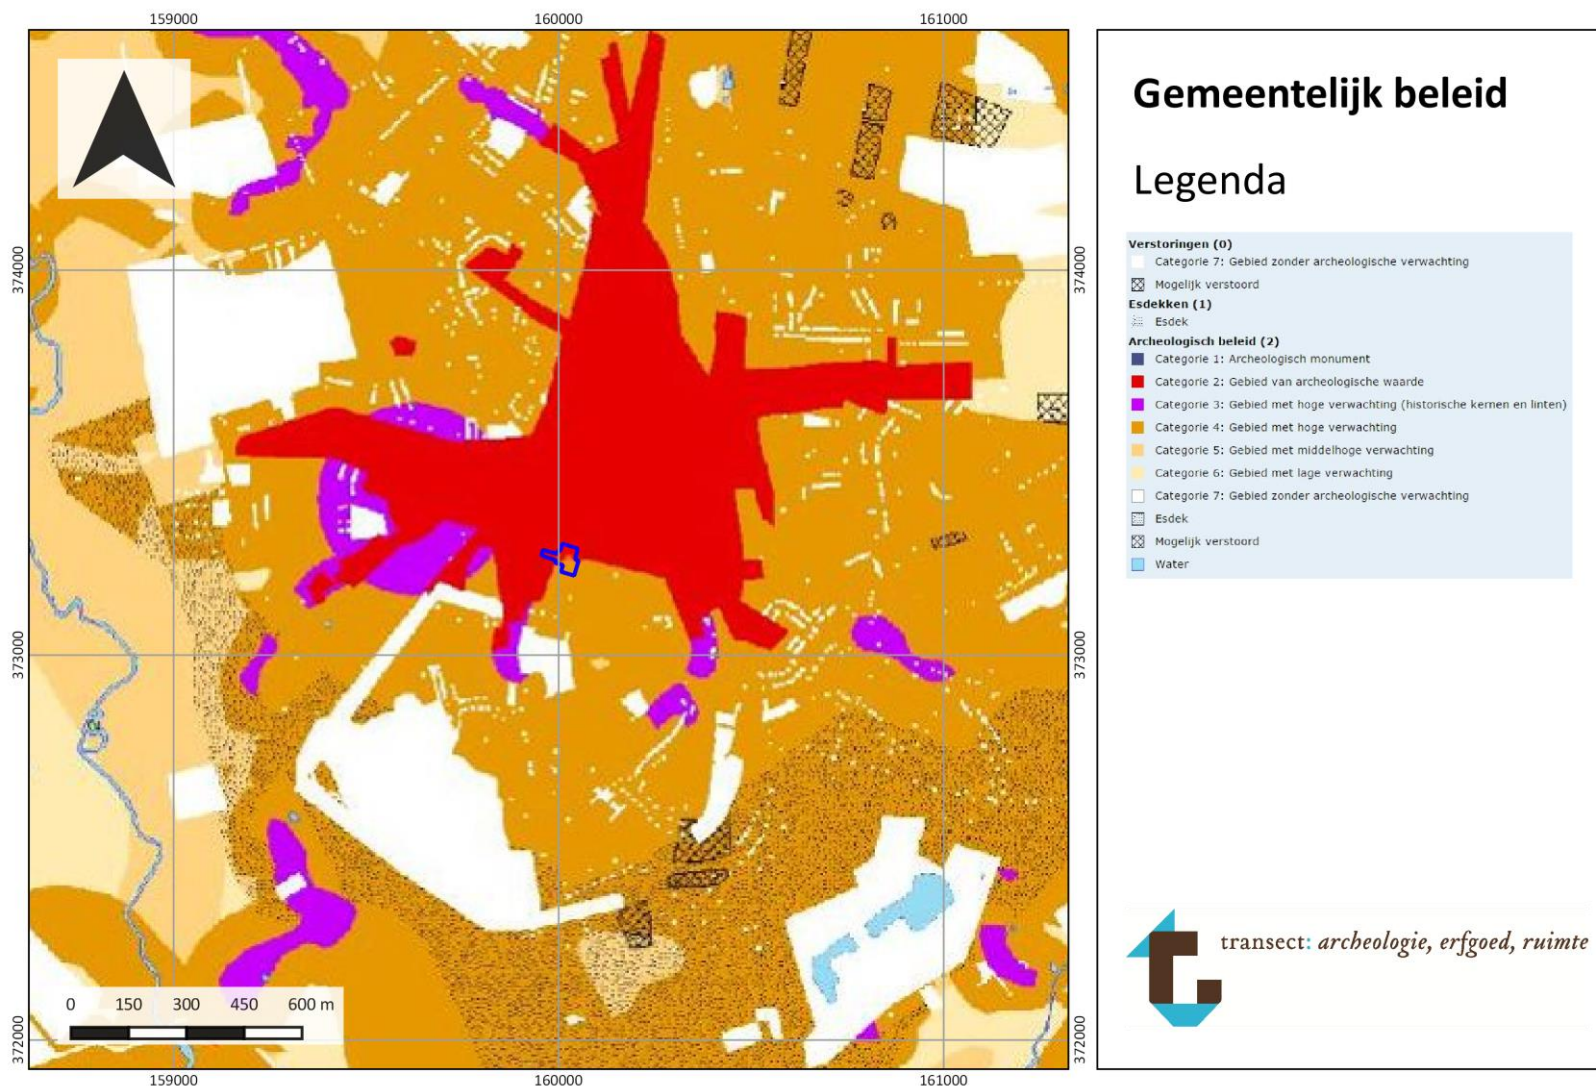 159000
160000
161000
374000
374000
373000
373000
372000
372000
0 150 300 450 600 m
159000
160000
161000
Gemeentelijk beleid
Legenda
Verstoringen (0)
Categorie 7: Gebied zonder archeologische verwachting
Mogelijk verstoord
Esdekken (1)
Esdek
Archeologisch beleid (2)
Categorie 1: Archeologisch monument
Categorie 2: Gebied van archeologische waarde
Categorie 3: Gebied met hoge verwachting (historische kernen en linten)
Categorie 4: Gebied met hoge verwachting
Categorie 5: Gebied met middelhoge verwachting
Categorie 6: Gebied met lage verwachting
Categorie 7: Gebied zonder archeologische verwachting
Esdek
Mogelijk verstoord
Water
transect: archeologie, erfgoed, ruimte